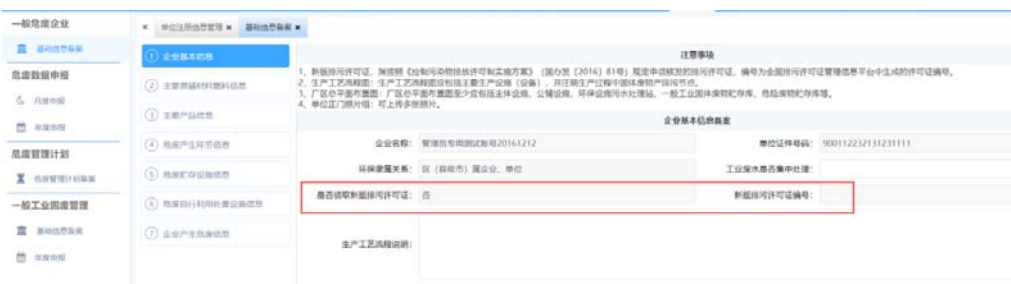 一般危废企业
基础信息备案
危废数据申报
月度申报
年度申报
危废管理计划
危废管理计划备案
一般工业固废管理
基础信息备案
年度申报
« 单位注册信息管理 × 基础信息备案 ×
1 企业基本信息
2 主要原辅材料燃料信息
3 主要产品信息
4 危废产生环节信息
5 危废贮存设施信息
6 危废自行利用处置设施信息
7 企业产生危废信息
注意事项
1、新版排污许可证，指按照《控制污染物排放许可制实施方案》（国办发〔2016〕81号）规定申请核发的排污许可证，编号为全国排污许可证管理信息平台中生成的许可证编号。
2、生产工艺流程图：生产工艺流程图应包括主要生产设施（设备），并注明生产过程中固体废物产排污节点。
3、厂区总平面布置图：厂区总平面布置图至少应包括主体设施、公辅设施、环保设施污水处理站、一般工业固体废物贮存库、危险废物贮存库等。
4、单位正门照片组：可上传多张照片。
企业基本信息备案
企业名称： 管理员专用测试账号20161212 单位证件号码： 900112232131231111
环保隶属关系： 区（县级市）属企业、单位 工业废水是否集中处理：
是否领取新版排污许可证： 否 新版排污许可证编号：
生产工艺流程说明：